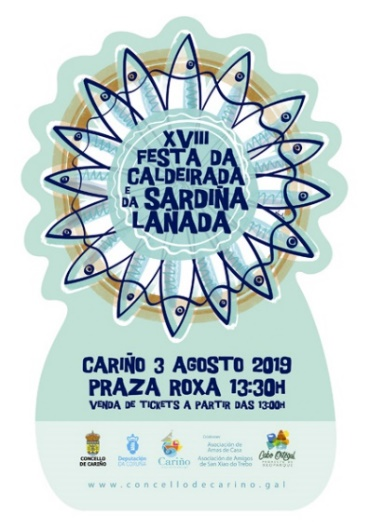 XVIII
FESTA DA
CALDEIRADA
E DA SARDIÑA
LAÑADA
CARIÑO 3 AGOSTO 2019
PRAZA ROXA 13:30H
VENDA DE TICKETS A PARTIR DAS 13:00H
CONCELLO
DE CARIÑO
Deputación
DA CORUÑA
Cariño
Asociación de
Amas de Casa
Asociación de Amigos
de San Xiao do Trebo
Cabo Ortegal
www.concellodecarino.gal